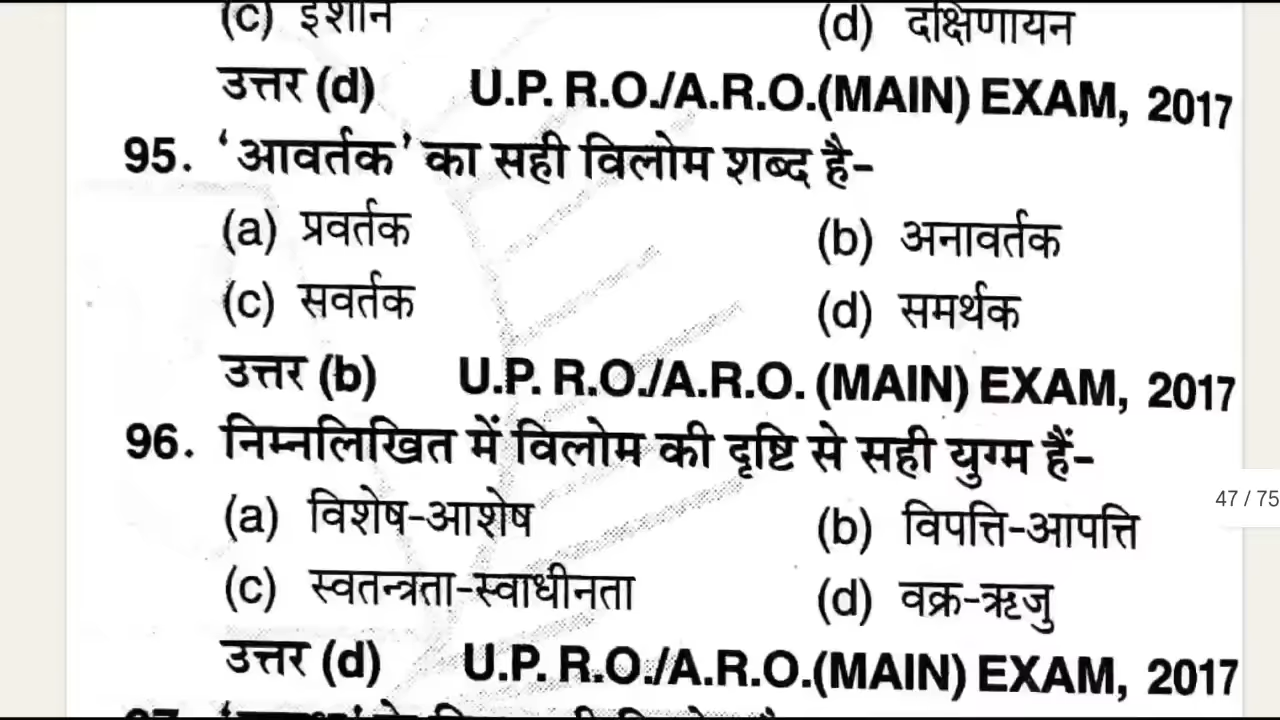 (c) इशान (d) दक्षिणायन
उत्तर (d) U.P. R.O./A.R.O.(MAIN) EXAM, 2017
95. ‘आवर्तक’ का सही विलोम शब्द है–
(a) प्रवर्तक (b) अनावर्तक
(c) सवर्तक (d) समर्थक
उत्तर (b) U.P. R.O./A.R.O. (MAIN) EXAM, 2017
96. निम्नलिखित में विलोम की दृष्टि से सही युग्म हैं–
(a) विशेष-आशेष (b) विपत्ति-आपत्ति
47 / 75
(c) स्वतन्त्रता-स्वाधीनता (d) वक्र-ऋजु
उत्तर (d) U.P. R.O./A.R.O.(MAIN) EXAM, 2017
97.